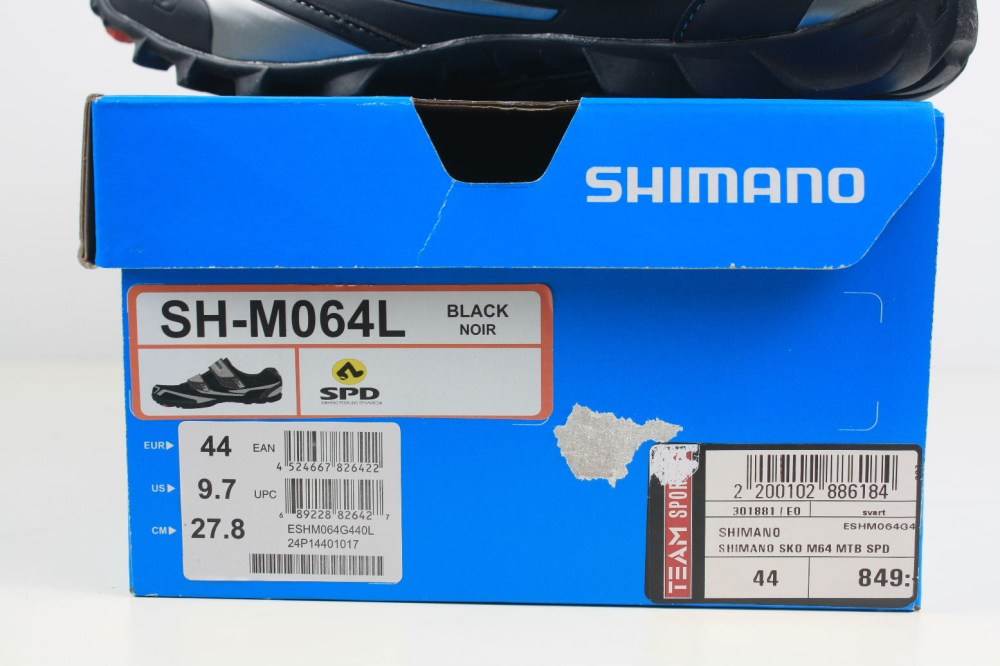 SHIMANO
SH-M064L
BLACK
NOIR
SPD
EUR 44
US 9.7
CM 27.8
EAN
4 524667 826422
UPC
6 89228 82642 7
ESHM064G440L
24P14401017
TEAM SPOR
2 200102 886184
301881/E0 svart
SHIMANO ESHM064G4
SHIMANO SKO M64 MTB SPD
44 849:-